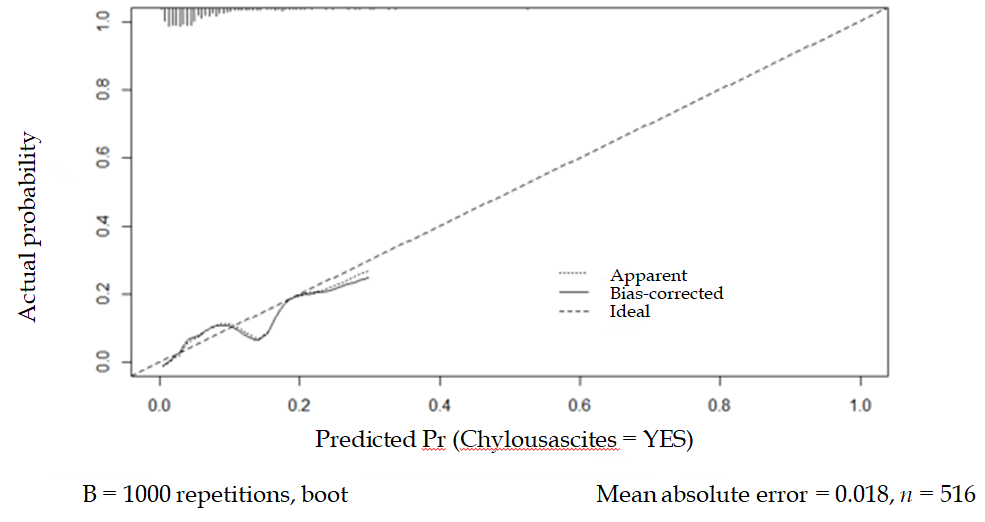 1.0
0.8
0.6
0.4
0.2
0.0
Actual probability
Apparent
Bias-corrected
Ideal
0.0 0.2 0.4 0.6 0.8 1.0
Predicted Pr (Chylousascites = YES)
B = 1000 repetitions, boot
Mean absolute error = 0.018, n = 516